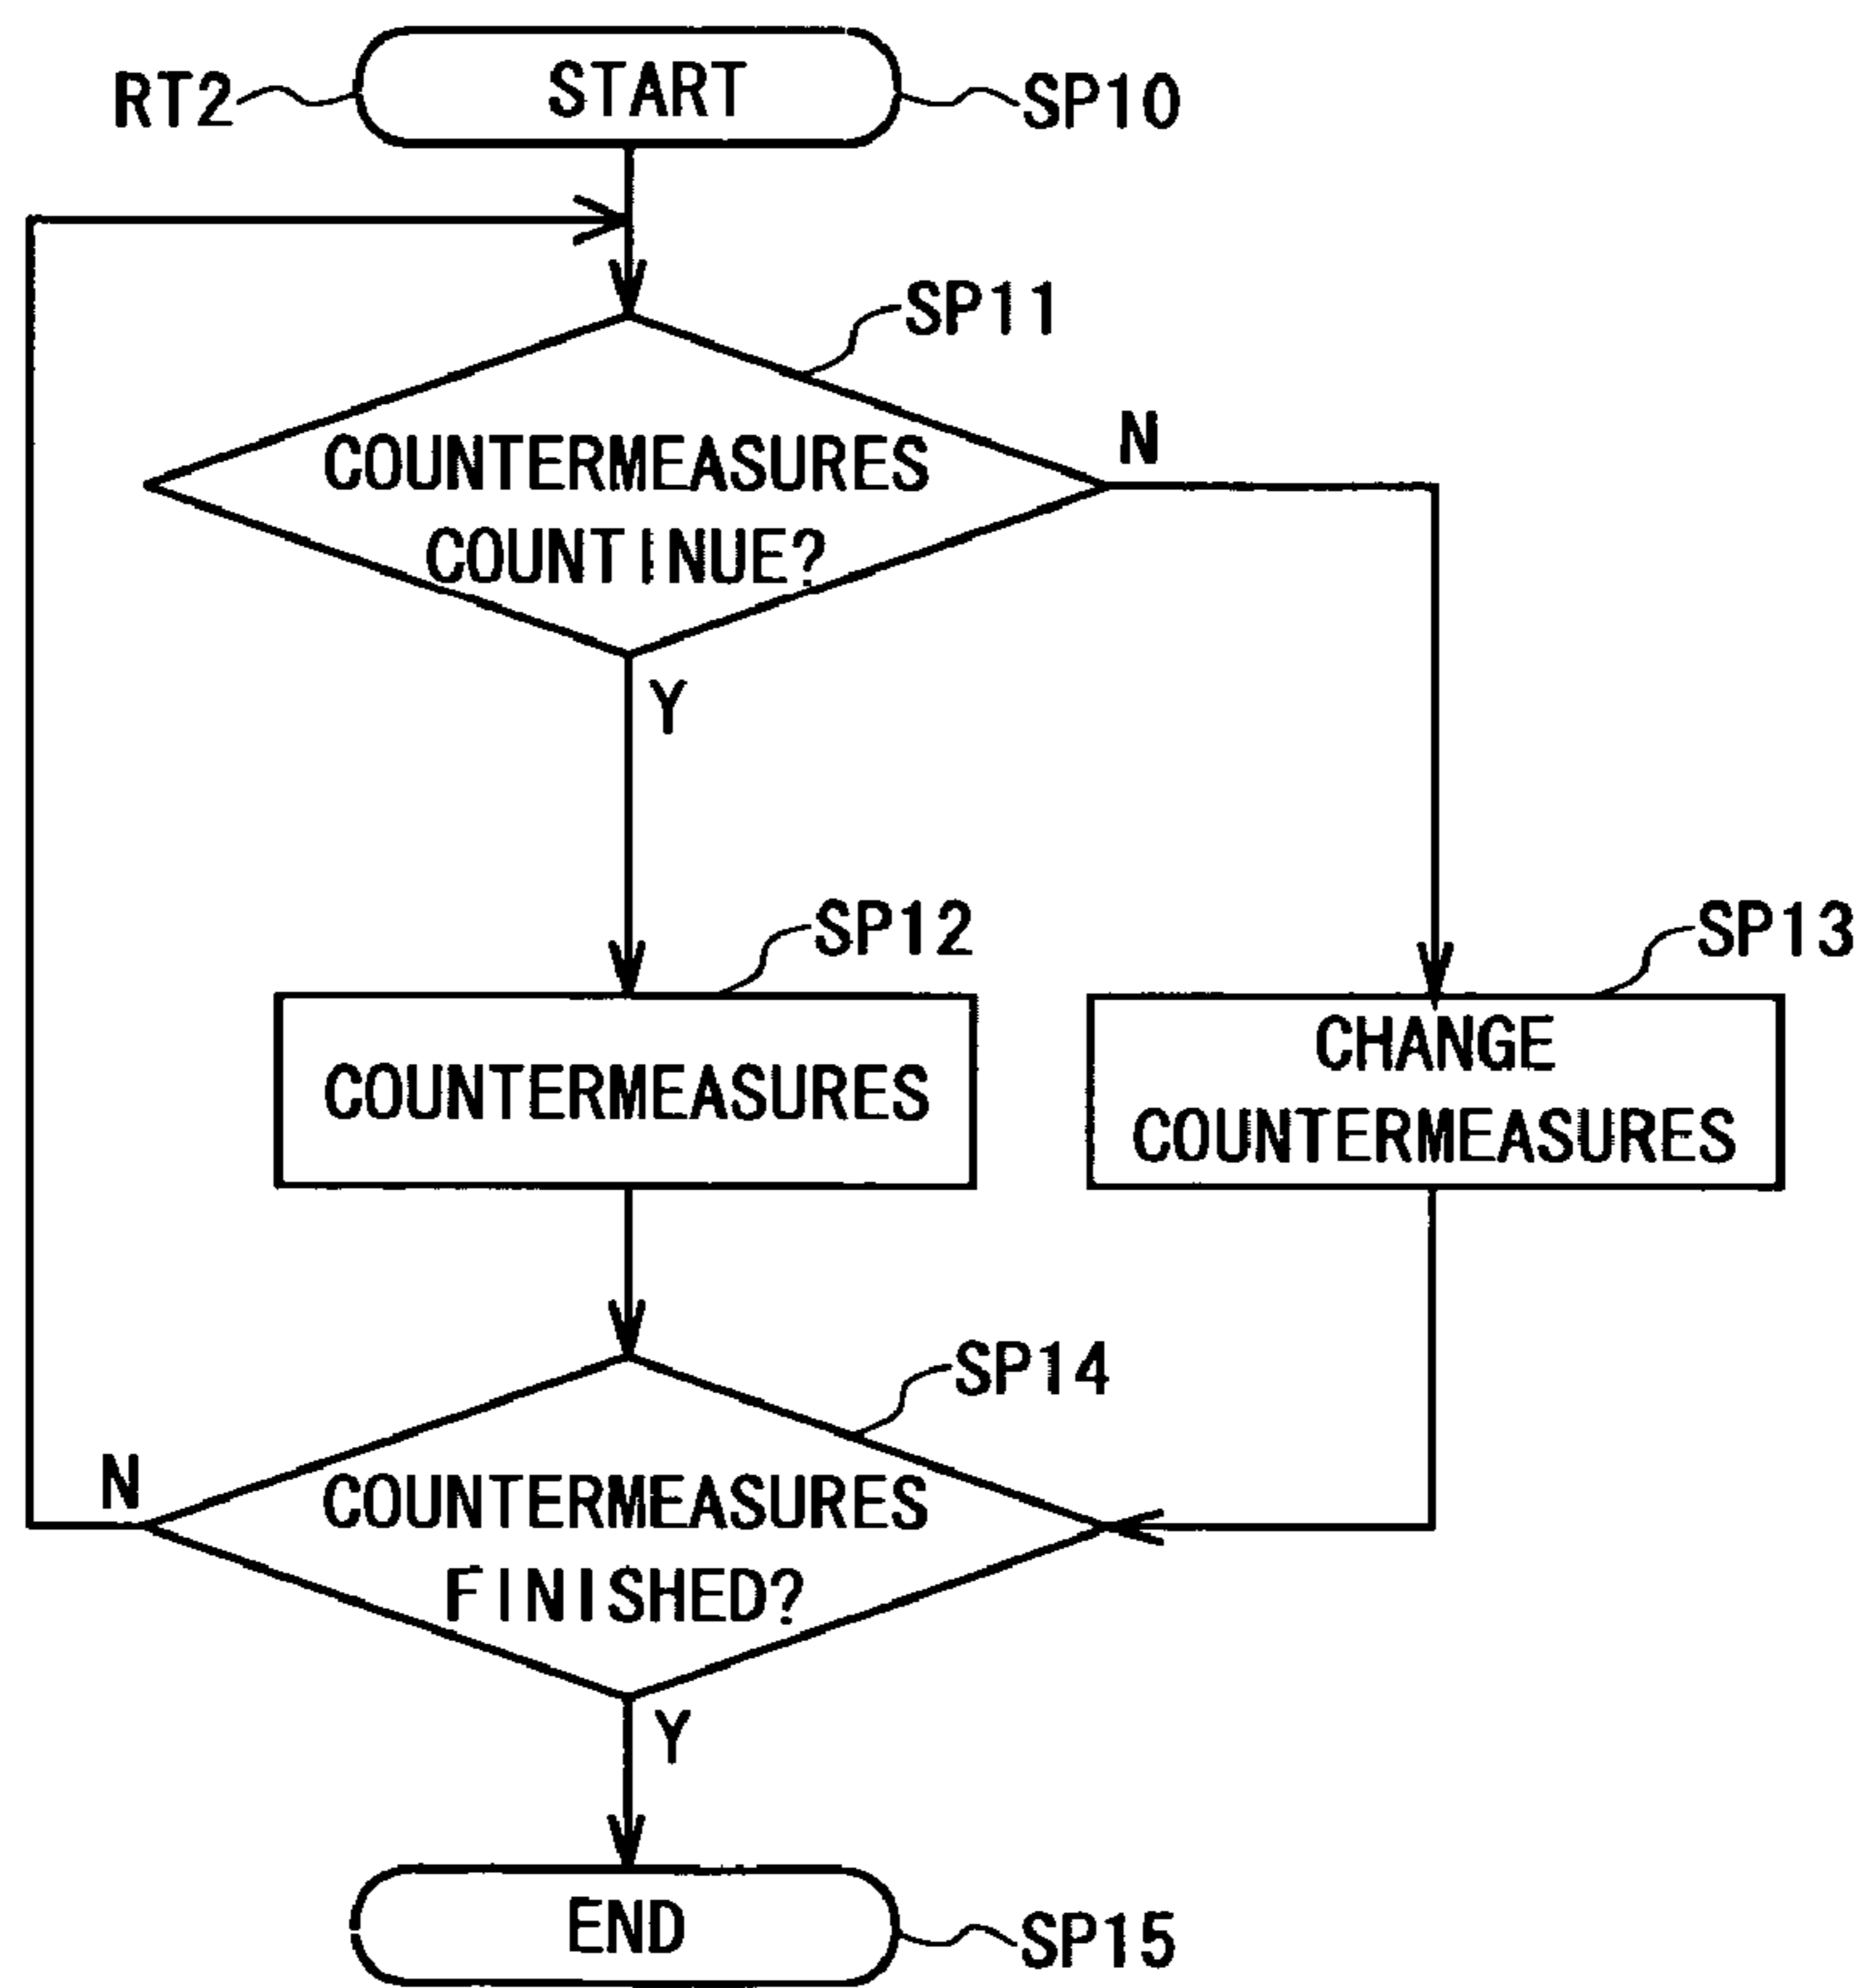 RT2
START
SP10
SP11
COUNTERMEASURES
COUNTINUE?
N
Y
SP12
SP13
COUNTERMEASURES
CHANGE
COUNTERMEASURES
SP14
N
COUNTERMEASURES
FINISHED?
Y
END
SP15